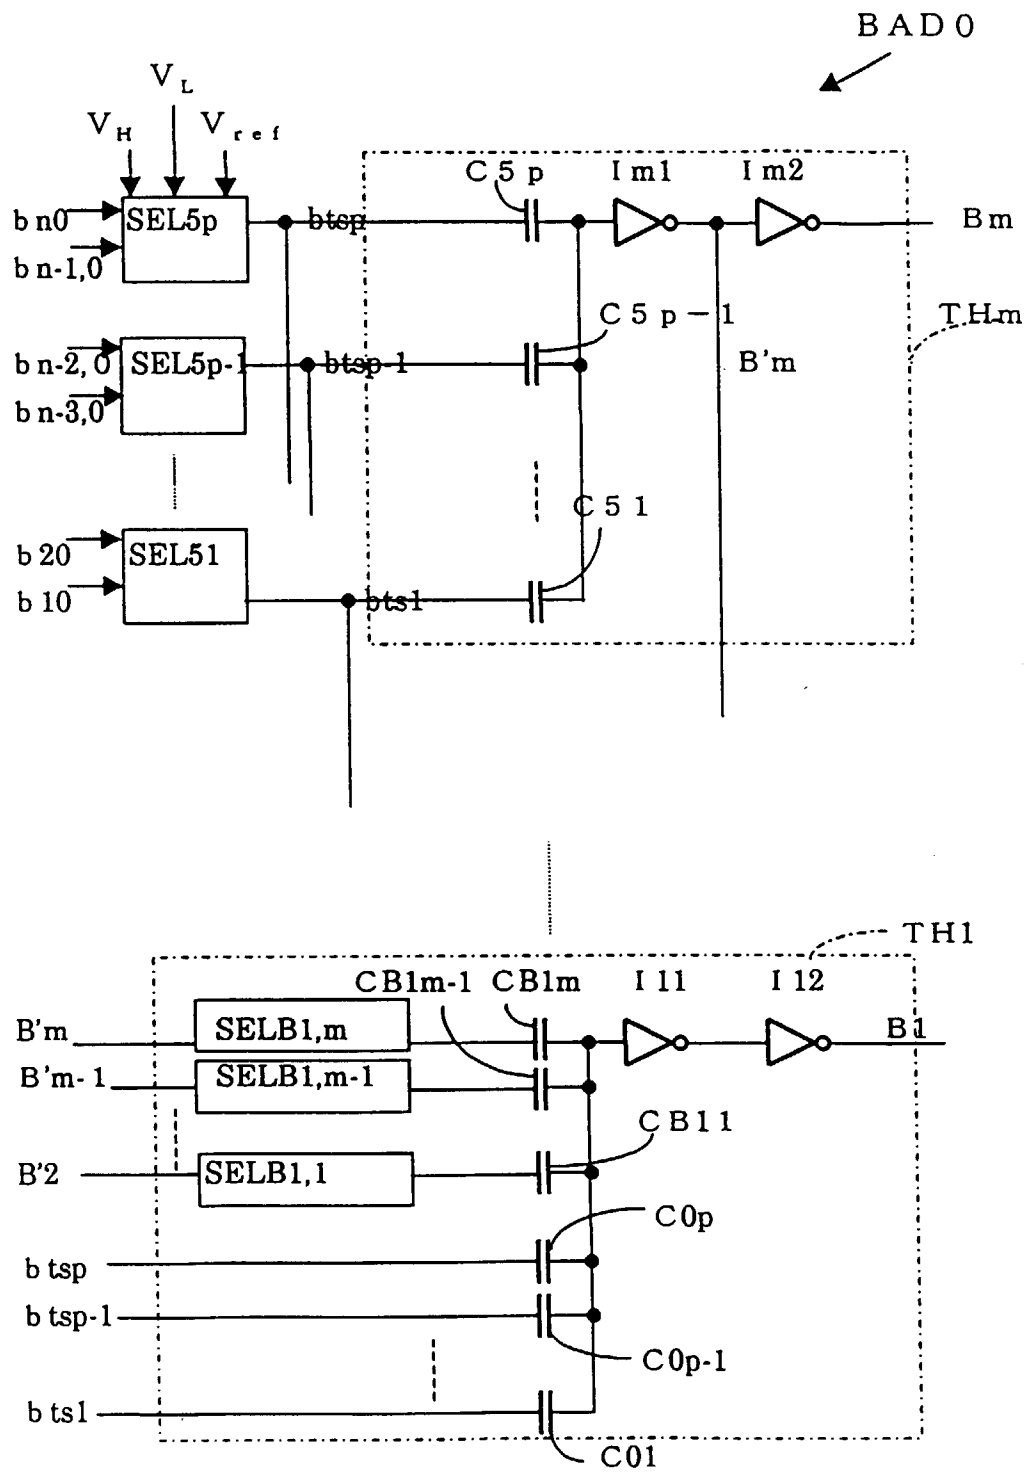 BAD0
VL
VH
Vref
C5p
Im1
Im2
bn0
SEL5p
btsp
Bm
bn-1,0
C5p-1
THm
bn-2,0
SEL5p-1
btsp-1
B'm
bn-3,0
C51
b20
SEL51
b10
bts1
TH1
CB1m-1
CB1m
I11
I12
B'm
SELB1,m
B1
B'm-1
SELB1,m-1
CB11
B'2
SELB1,1
C0p
btsp
btsp-1
C0p-1
bts1
C01